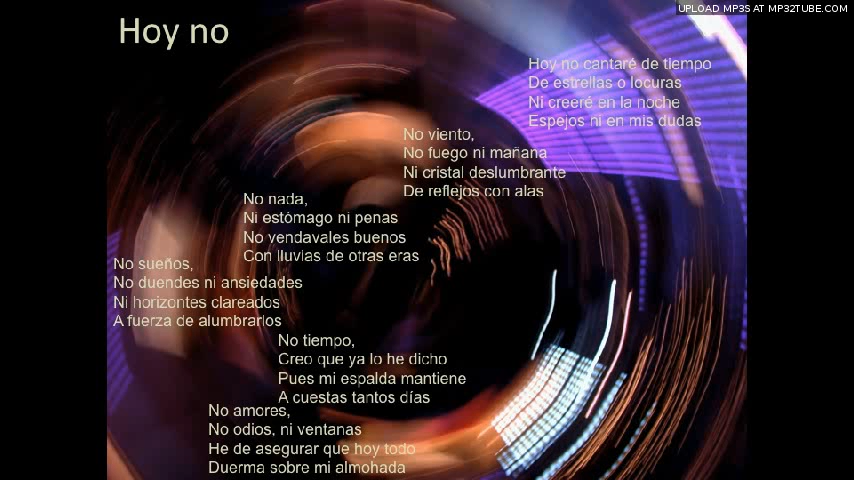 UPLOAD MP3S AT MP32TUBE.COM
Hoy no
Hoy no cantaré de tiempo
De estrellas o locuras
Ni creeré en la noche
Espejos ni en mis dudas
No viento,
No fuego ni mañana
Ni cristal deslumbrante
De reflejos con alas
No nada,
Ni estómago ni penas
No vendavales buenos
Con lluvias de otras eras
No sueños,
No duendes ni ansiedades
Ni horizontes clareados
A fuerza de alumbrarlos
No tiempo,
Creo que ya lo he dicho
Pues mi espalda mantiene
A cuestas tantos días
No amores,
No odios, ni ventanas
He de asegurar que hoy todo
Duerma sobre mi almohada